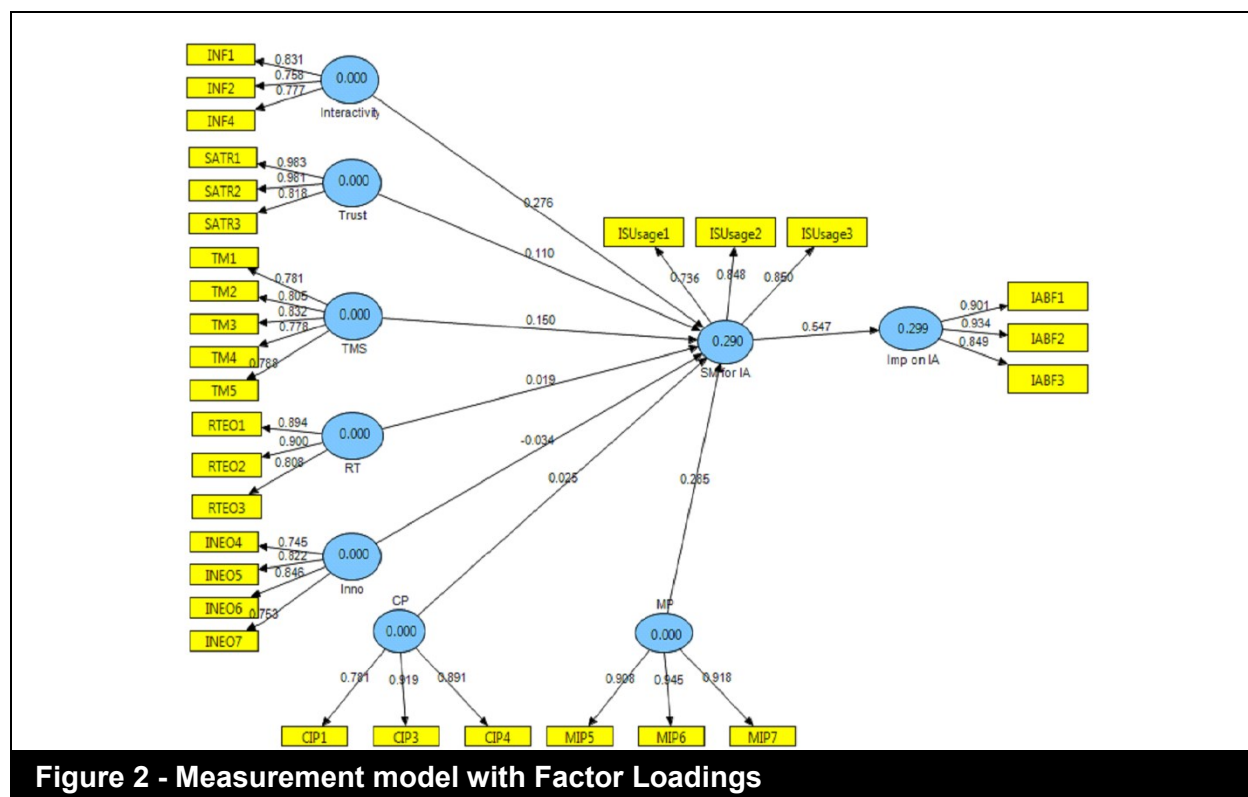 INF1
0.831
INF2
0.758
0.777
INF4
0.000
Interactivity
SATR1
0.983
SATR2
0.981
0.818
SATR3
0.000
Trust
TM1
0.781
TM2
0.805
TM3
0.832
TM4
0.778
TM5
0.788
0.000
TMS
RTEO1
0.894
0.900
RTEO2
0.808
RTEO3
0.000
RT
INEO4
0.745
INEO5
0.822
0.846
INEO6
0.753
INEO7
0.000
Inno
0.276
0.110
0.150
0.019
-0.034
0.025
0.285
ISUsage1
ISUsage2
ISUsage3
0.736
0.848
0.850
0.290
SM for IA
0.547
0.299
Imp on IA
0.901
IABF1
0.934
IABF2
0.849
IABF3
CP
0.000
0.781
0.919
0.891
CIP1
CIP3
CIP4
MP
0.000
0.908
0.945
0.918
MIP5
MIP6
MIP7
Figure 2 - Measurement model with Factor Loadings